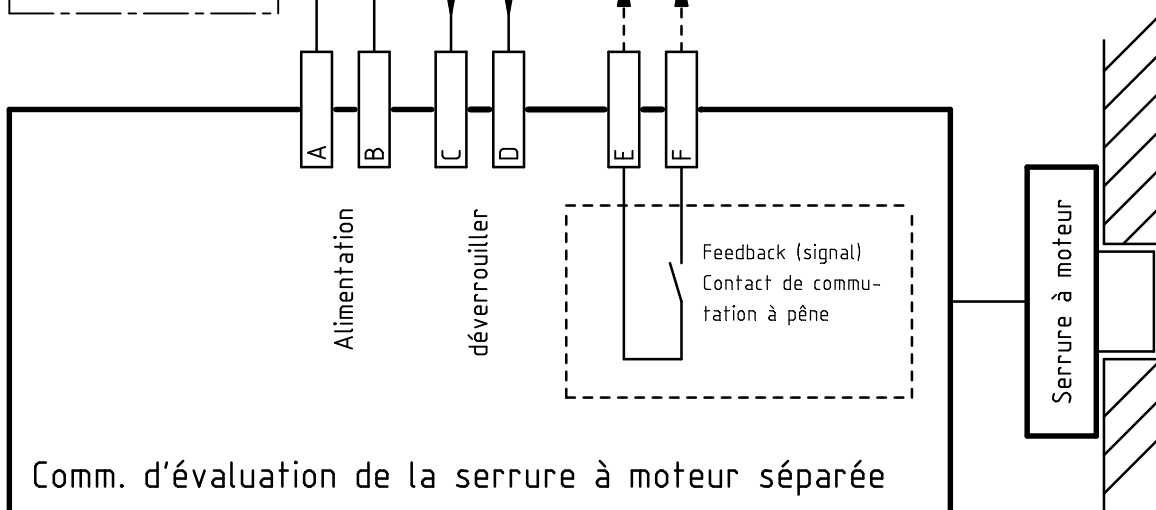 A
B
C
D
E
F
Alimentation
déverrouiller
Feedback (signal)
Contact de commu-
tation à pêne
Serrure à moteur
Comm. d'évaluation de la serrure à moteur séparée